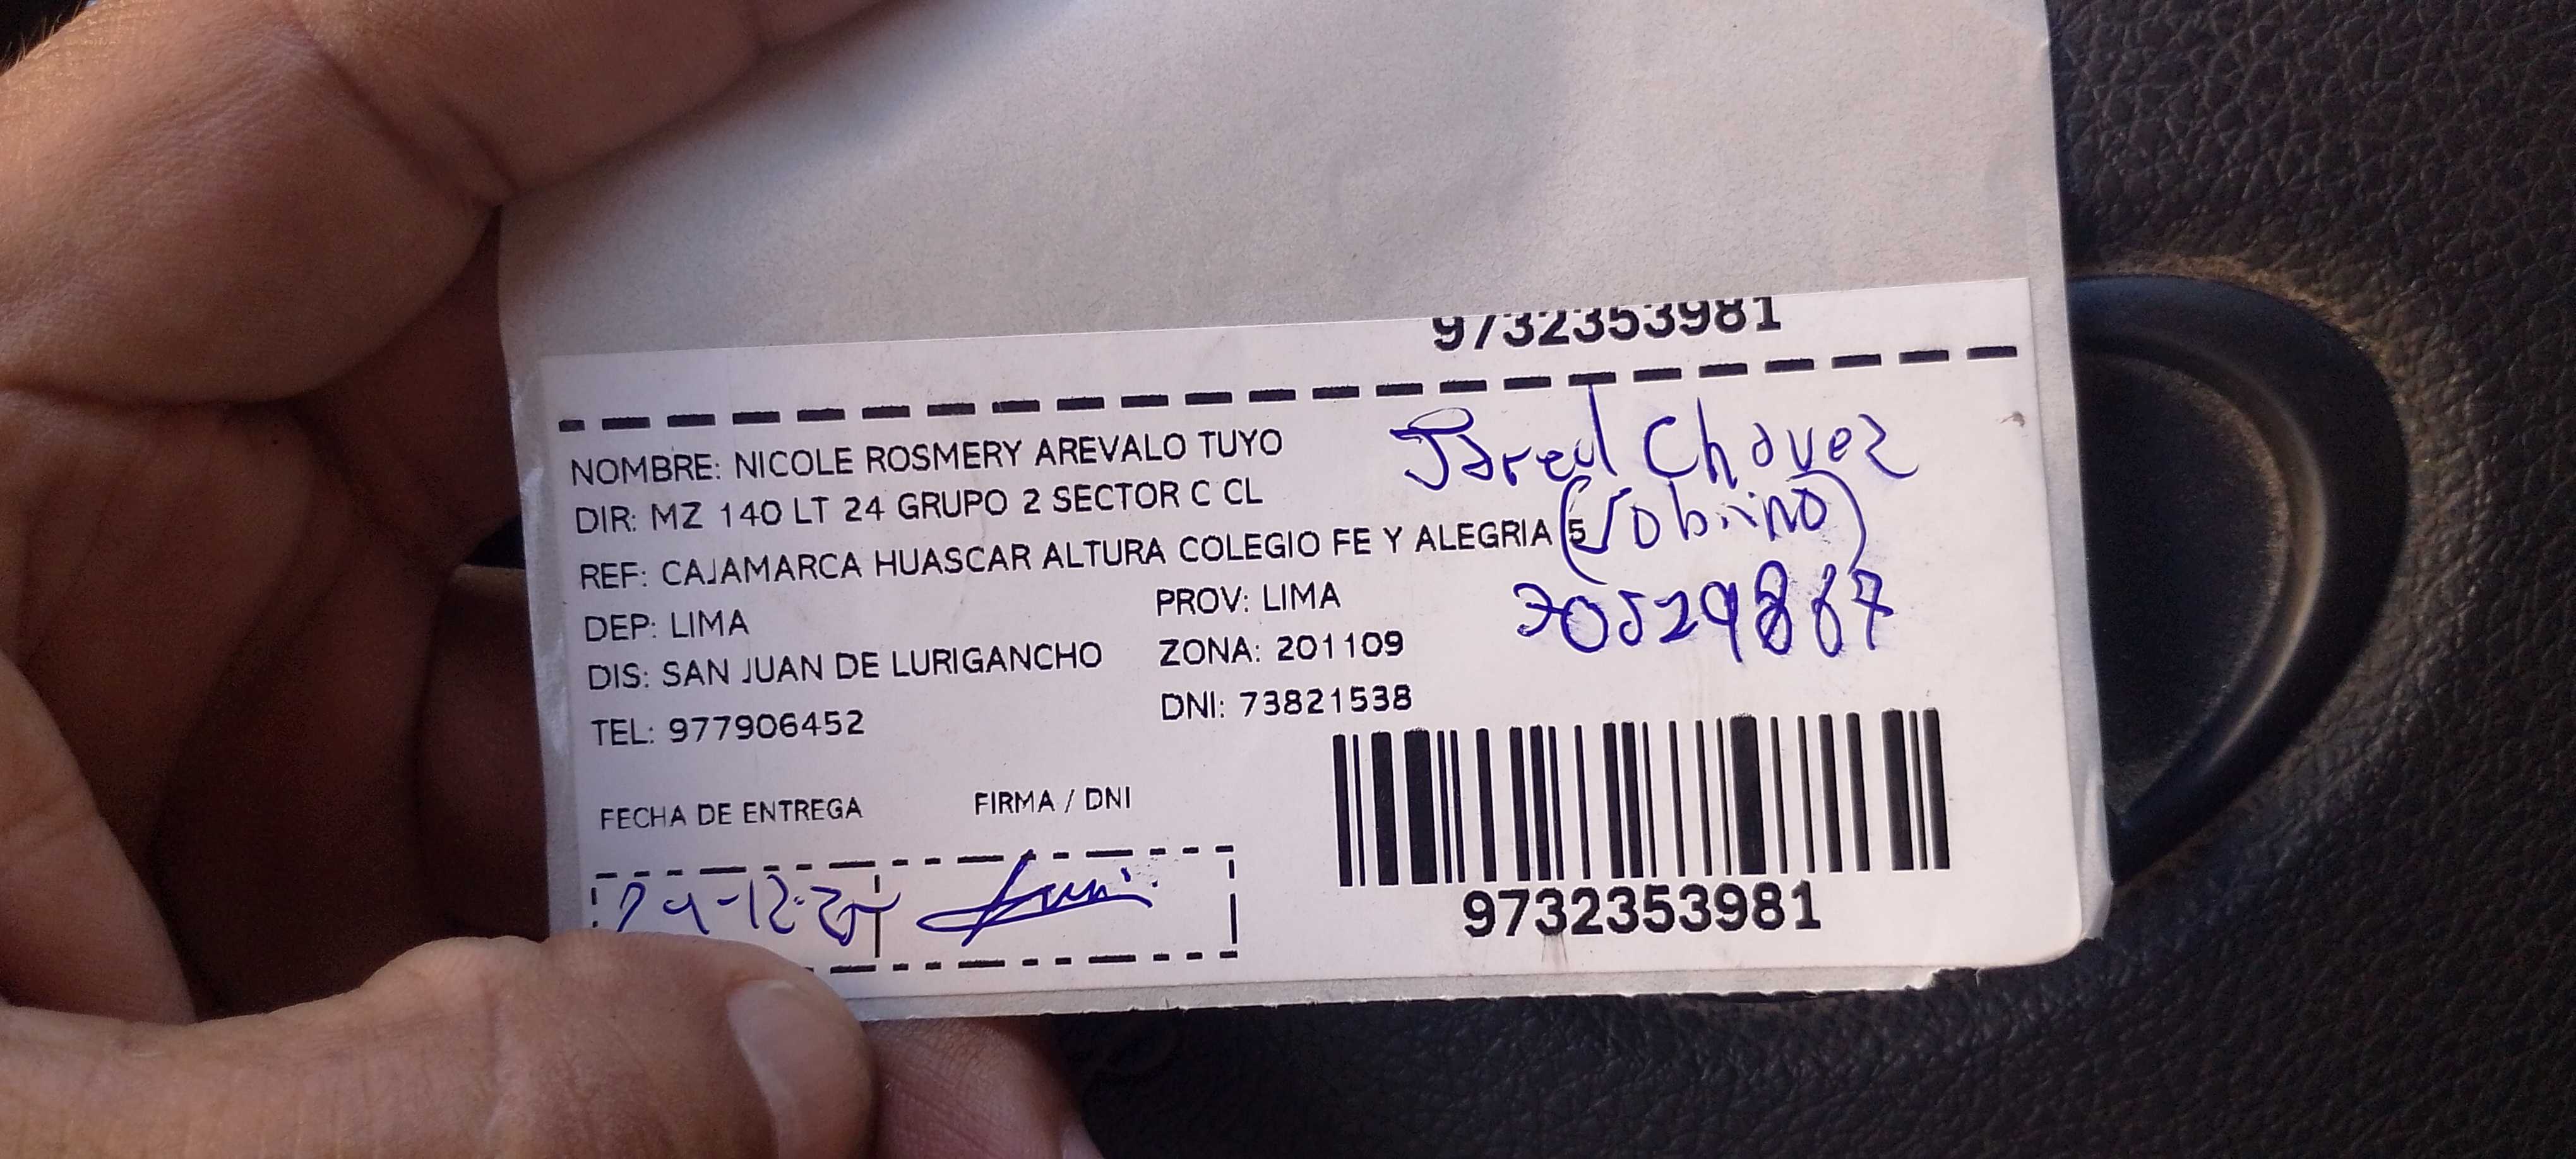 9732353981
NOMBRE: NICOLE ROSMERY AREVALO TUYO
DIR: MZ 140 LT 24 GRUPO 2 SECTOR C CL
REF: CAJAMARCA HUASCAR ALTURA COLEGIO FE Y ALEGRIA 5
DEP: LIMA
PROV: LIMA
DIS: SAN JUAN DE LURIGANCHO
ZONA: 201109
TEL: 977906452
DNI: 73821538
Jared Chavez
(Sobrino)
FECHA DE ENTREGA
FIRMA / DNI
9732353981